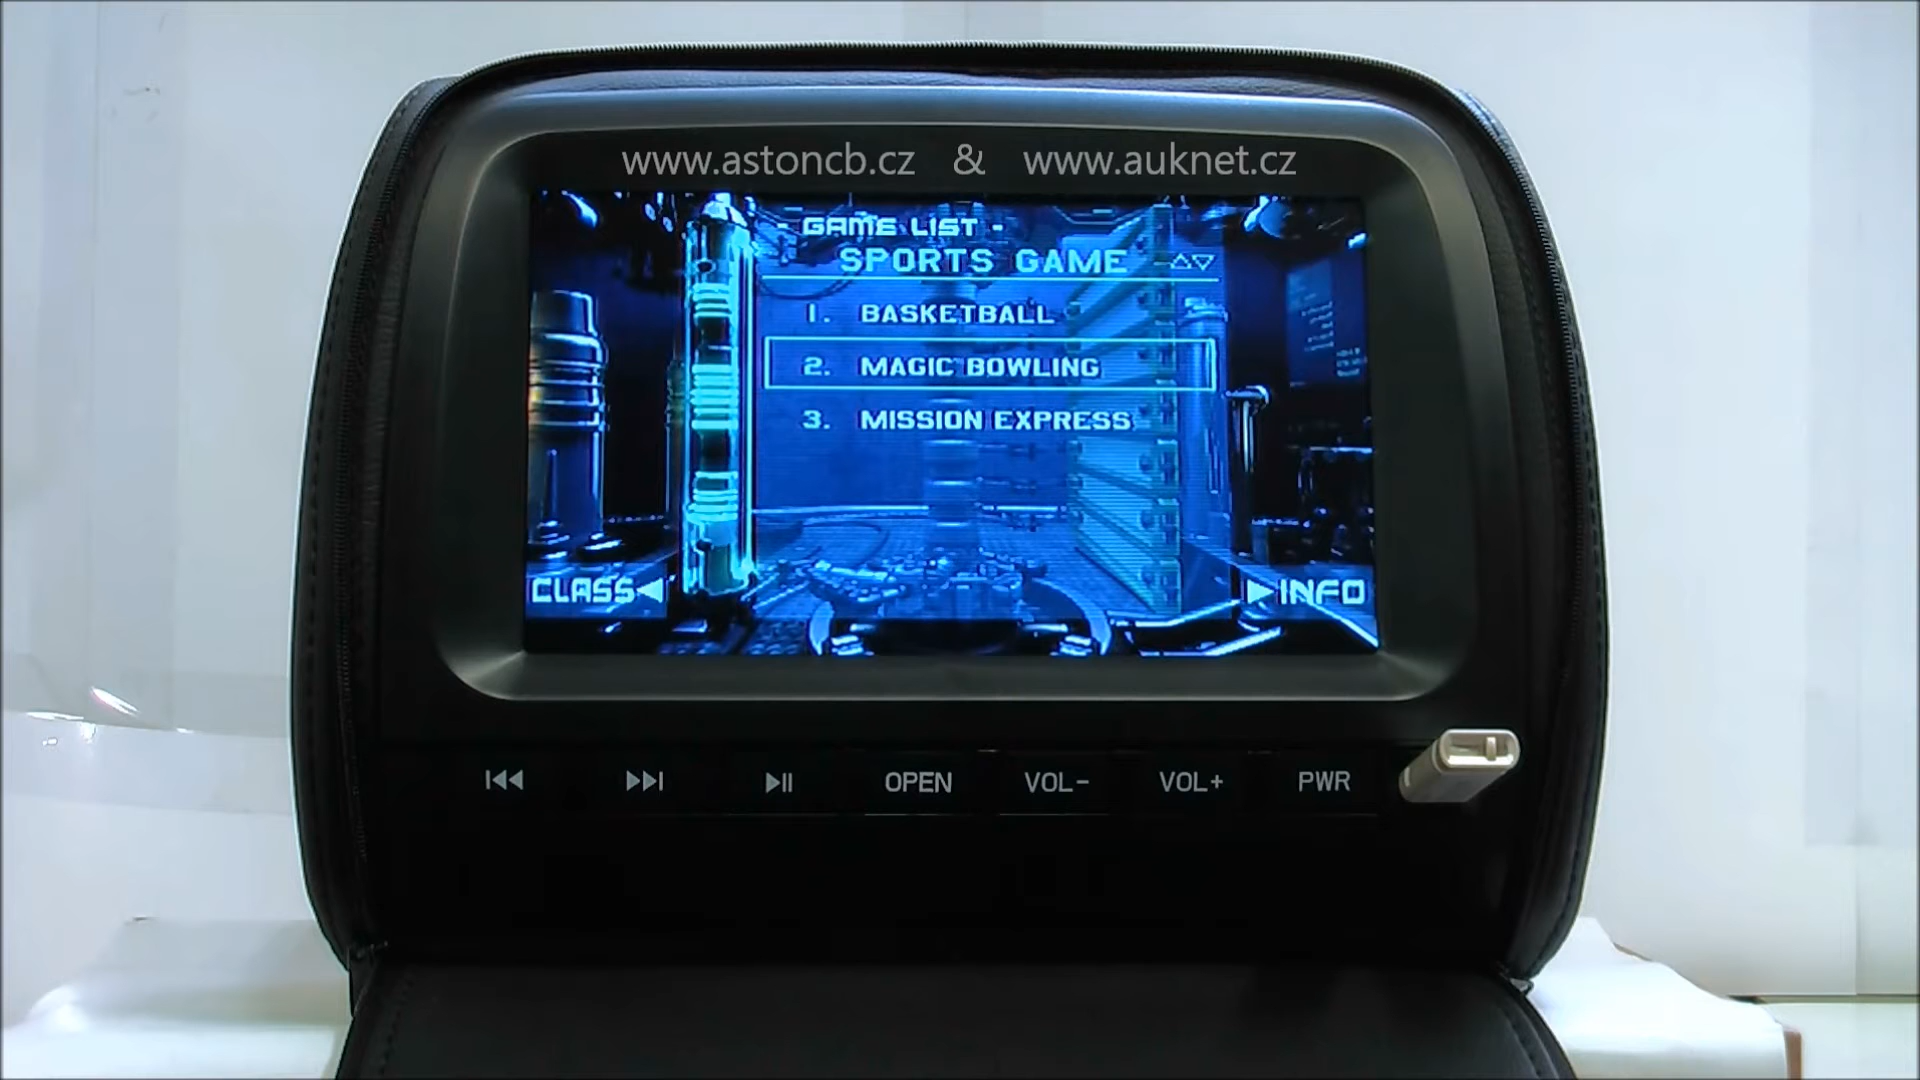 www.astoncb.cz & www.auknet.cz
- GAME LIST -
SPORTS GAME
1. BASKETBALL
2. MAGIC BOWLING
3. MISSION EXPRESS
CLASS
INFO
OPEN VOL- VOL+ PWR